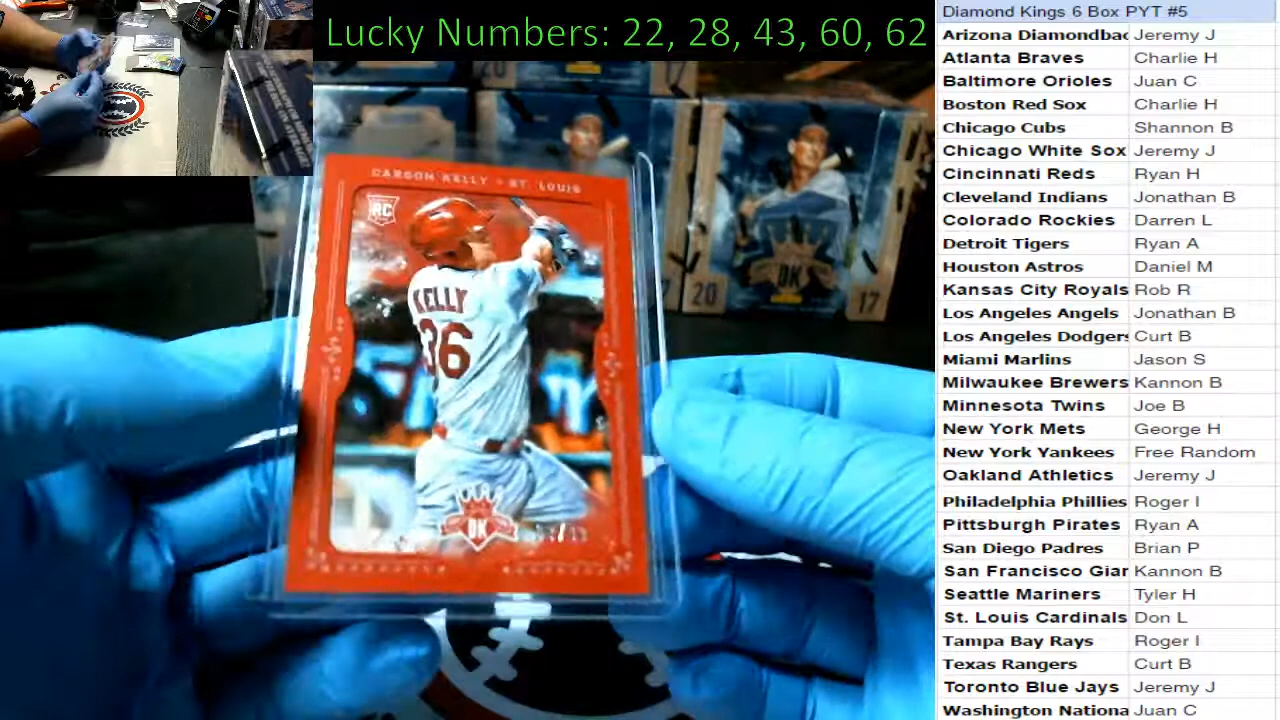 Lucky Numbers: 22, 28, 43, 60, 62
CARSON KELLY • ST. LOUIS
RC
KELLY
36
DK
20
17
DK
20
17
Diamond Kings 6 Box PYT #5
Arizona Diamondbac Jeremy J
Atlanta Braves Charlie H
Baltimore Orioles Juan C
Boston Red Sox Charlie H
Chicago Cubs Shannon B
Chicago White Sox Jeremy J
Cincinnati Reds Ryan H
Cleveland Indians Jonathan B
Colorado Rockies Darren L
Detroit Tigers Ryan A
Houston Astros Daniel M
Kansas City Royals Rob R
Los Angeles Angels Jonathan B
Los Angeles Dodgers Curt B
Miami Marlins Jason S
Milwaukee Brewers Kannon B
Minnesota Twins Joe B
New York Mets George H
New York Yankees Free Random
Oakland Athletics Jeremy J
Philadelphia Phillies Roger I
Pittsburgh Pirates Ryan A
San Diego Padres Brian P
San Francisco Gian Kannon B
Seattle Mariners Tyler H
St. Louis Cardinals Don L
Tampa Bay Rays Roger I
Texas Rangers Curt B
Toronto Blue Jays Jeremy J
Washington Nationa Juan C